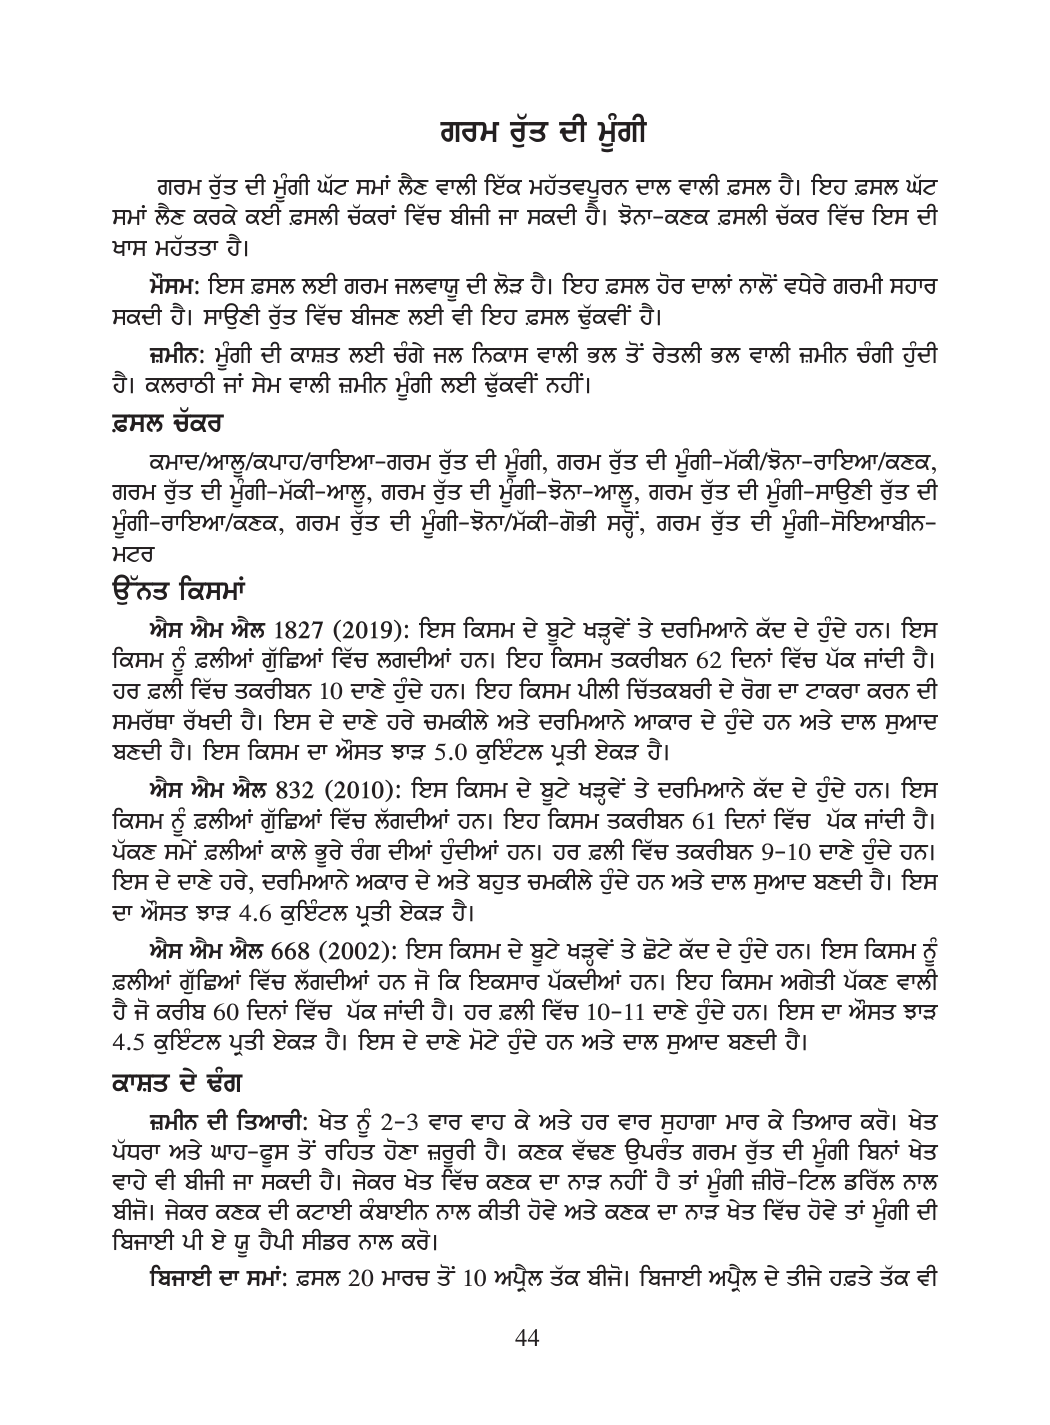 ਗਰਮ ਰੁੱਤ ਦੀ ਮੂੰਗੀ
ਗਰਮ ਰੁੱਤ ਦੀ ਮੂੰਗੀ ਘੱਟ ਸਮਾਂ ਲੈਣ ਵਾਲੀ ਇੱਕ ਮਹੱਤਵਪੂਰਨ ਦਾਲ ਵਾਲੀ ਫ਼ਸਲ ਹੈ। ਇਹ ਫ਼ਸਲ ਘੱਟ
ਸਮਾਂ ਲੈਣ ਕਰਕੇ ਕਈ ਫ਼ਸਲੀ ਚੱਕਰਾਂ ਵਿੱਚ ਬੀਜੀ ਜਾ ਸਕਦੀ ਹੈ। ਝੋਨਾ-ਕਣਕ ਫ਼ਸਲੀ ਚੱਕਰ ਵਿੱਚ ਇਸ ਦੀ
ਖਾਸ ਮਹੱਤਤਾ ਹੈ।
ਮੌਸਮ: ਇਸ ਫ਼ਸਲ ਲਈ ਗਰਮ ਜਲਵਾਯੂ ਦੀ ਲੋੜ ਹੈ। ਇਹ ਫ਼ਸਲ ਹੋਰ ਦਾਲਾਂ ਨਾਲੋਂ ਵਧੇਰੇ ਗਰਮੀ ਸਹਾਰ
ਸਕਦੀ ਹੈ। ਸਾਉਣੀ ਰੁੱਤ ਵਿੱਚ ਬੀਜਣ ਲਈ ਵੀ ਇਹ ਫ਼ਸਲ ਢੁੱਕਵੀਂ ਹੈ।
ਜ਼ਮੀਨ: ਮੂੰਗੀ ਦੀ ਕਾਸ਼ਤ ਲਈ ਚੰਗੇ ਜਲ ਨਿਕਾਸ ਵਾਲੀ ਭਲ ਤੋਂ ਰੇਤਲੀ ਭਲ ਵਾਲੀ ਜ਼ਮੀਨ ਚੰਗੀ ਹੁੰਦੀ
ਹੈ। ਕਲਰਾਠੀ ਜਾਂ ਸੇਮ ਵਾਲੀ ਜ਼ਮੀਨ ਮੂੰਗੀ ਲਈ ਢੁੱਕਵੀਂ ਨਹੀਂ।
ਫ਼ਸਲ ਚੱਕਰ
ਕਮਾਦ/ਆਲੂ/ਕਪਾਹ/ਰਾਇਆ-ਗਰਮ ਰੁੱਤ ਦੀ ਮੂੰਗੀ, ਗਰਮ ਰੁੱਤ ਦੀ ਮੂੰਗੀ-ਮੱਕੀ/ਝੋਨਾ-ਰਾਇਆ/ਕਣਕ,
ਗਰਮ ਰੁੱਤ ਦੀ ਮੂੰਗੀ-ਮੱਕੀ-ਆਲੂ, ਗਰਮ ਰੁੱਤ ਦੀ ਮੂੰਗੀ-ਝੋਨਾ-ਆਲੂ, ਗਰਮ ਰੁੱਤ ਦੀ ਮੂੰਗੀ-ਸਾਉਣੀ ਰੁੱਤ ਦੀ
ਮੂੰਗੀ-ਰਾਇਆ/ਕਣਕ, ਗਰਮ ਰੁੱਤ ਦੀ ਮੂੰਗੀ-ਝੋਨਾ/ਮੱਕੀ-ਗੋਭੀ ਸਰ੍ਹੋਂ, ਗਰਮ ਰੁੱਤ ਦੀ ਮੂੰਗੀ-ਸੋਇਆਬੀਨ-
ਮਟਰ
ਉੱਨਤ ਕਿਸਮਾਂ
ਐਸ ਐਮ ਐਲ 1827 (2019): ਇਸ ਕਿਸਮ ਦੇ ਬੂਟੇ ਖੜ੍ਹਵੇਂ ਤੇ ਦਰਮਿਆਨੇ ਕੱਦ ਦੇ ਹੁੰਦੇ ਹਨ। ਇਸ
ਕਿਸਮ ਨੂੰ ਫ਼ਲੀਆਂ ਗੁੱਛਿਆਂ ਵਿੱਚ ਲਗਦੀਆਂ ਹਨ। ਇਹ ਕਿਸਮ ਤਕਰੀਬਨ 62 ਦਿਨਾਂ ਵਿੱਚ ਪੱਕ ਜਾਂਦੀ ਹੈ।
ਹਰ ਫ਼ਲੀ ਵਿੱਚ ਤਕਰੀਬਨ 10 ਦਾਣੇ ਹੁੰਦੇ ਹਨ। ਇਹ ਕਿਸਮ ਪੀਲੀ ਚਿੱਤਕਬਰੀ ਦੇ ਰੋਗ ਦਾ ਟਾਕਰਾ ਕਰਨ ਦੀ
ਸਮਰੱਥਾ ਰੱਖਦੀ ਹੈ। ਇਸ ਦੇ ਦਾਣੇ ਹਰੇ ਚਮਕੀਲੇ ਅਤੇ ਦਰਮਿਆਨੇ ਆਕਾਰ ਦੇ ਹੁੰਦੇ ਹਨ ਅਤੇ ਦਾਲ ਸੁਆਦ
ਬਣਦੀ ਹੈ। ਇਸ ਕਿਸਮ ਦਾ ਔਸਤ ਝਾੜ 5.0 ਕੁਇੰਟਲ ਪ੍ਰਤੀ ਏਕੜ ਹੈ।
ਐਸ ਐਮ ਐਲ 832 (2010): ਇਸ ਕਿਸਮ ਦੇ ਬੂਟੇ ਖੜ੍ਹਵੇਂ ਤੇ ਦਰਮਿਆਨੇ ਕੱਦ ਦੇ ਹੁੰਦੇ ਹਨ। ਇਸ
ਕਿਸਮ ਨੂੰ ਫ਼ਲੀਆਂ ਗੁੱਛਿਆਂ ਵਿੱਚ ਲੱਗਦੀਆਂ ਹਨ। ਇਹ ਕਿਸਮ ਤਕਰੀਬਨ 61 ਦਿਨਾਂ ਵਿੱਚ ਪੱਕ ਜਾਂਦੀ ਹੈ।
ਪੱਕਣ ਸਮੇਂ ਫ਼ਲੀਆਂ ਕਾਲੇ ਭੂਰੇ ਰੰਗ ਦੀਆਂ ਹੁੰਦੀਆਂ ਹਨ। ਹਰ ਫ਼ਲੀ ਵਿੱਚ ਤਕਰੀਬਨ 9-10 ਦਾਣੇ ਹੁੰਦੇ ਹਨ।
ਇਸ ਦੇ ਦਾਣੇ ਹਰੇ, ਦਰਮਿਆਨੇ ਅਕਾਰ ਦੇ ਅਤੇ ਬਹੁਤ ਚਮਕੀਲੇ ਹੁੰਦੇ ਹਨ ਅਤੇ ਦਾਲ ਸੁਆਦ ਬਣਦੀ ਹੈ। ਇਸ
ਦਾ ਔਸਤ ਝਾੜ 4.6 ਕੁਇੰਟਲ ਪ੍ਰਤੀ ਏਕੜ ਹੈ।
ਐਸ ਐਮ ਐਲ 668 (2002): ਇਸ ਕਿਸਮ ਦੇ ਬੂਟੇ ਖੜ੍ਹਵੇਂ ਤੇ ਛੋਟੇ ਕੱਦ ਦੇ ਹੁੰਦੇ ਹਨ। ਇਸ ਕਿਸਮ ਨੂੰ
ਫ਼ਲੀਆਂ ਗੁੱਛਿਆਂ ਵਿੱਚ ਲੱਗਦੀਆਂ ਹਨ ਜੋ ਕਿ ਇਕਸਾਰ ਪੱਕਦੀਆਂ ਹਨ। ਇਹ ਕਿਸਮ ਅਗੇਤੀ ਪੱਕਣ ਵਾਲੀ
ਹੈ ਜੋ ਕਰੀਬ 60 ਦਿਨਾਂ ਵਿੱਚ ਪੱਕ ਜਾਂਦੀ ਹੈ। ਹਰ ਫ਼ਲੀ ਵਿੱਚ 10-11 ਦਾਣੇ ਹੁੰਦੇ ਹਨ। ਇਸ ਦਾ ਔਸਤ ਝਾੜ
4.5 ਕੁਇੰਟਲ ਪ੍ਰਤੀ ਏਕੜ ਹੈ। ਇਸ ਦੇ ਦਾਣੇ ਮੋਟੇ ਹੁੰਦੇ ਹਨ ਅਤੇ ਦਾਲ ਸੁਆਦ ਬਣਦੀ ਹੈ।
ਕਾਸ਼ਤ ਦੇ ਢੰਗ
ਜ਼ਮੀਨ ਦੀ ਤਿਆਰੀ: ਖੇਤ ਨੂੰ 2-3 ਵਾਰ ਵਾਹ ਕੇ ਅਤੇ ਹਰ ਵਾਰ ਸੁਹਾਗਾ ਮਾਰ ਕੇ ਤਿਆਰ ਕਰੋ। ਖੇਤ
ਪੱਧਰਾ ਅਤੇ ਘਾਹ-ਫੂਸ ਤੋਂ ਰਹਿਤ ਹੋਣਾ ਜ਼ਰੂਰੀ ਹੈ। ਕਣਕ ਵੱਢਣ ਉਪਰੰਤ ਗਰਮ ਰੁੱਤ ਦੀ ਮੂੰਗੀ ਬਿਨਾਂ ਖੇਤ
ਵਾਹੇ ਵੀ ਬੀਜੀ ਜਾ ਸਕਦੀ ਹੈ। ਜੇਕਰ ਖੇਤ ਵਿੱਚ ਕਣਕ ਦਾ ਨਾੜ ਨਹੀਂ ਹੈ ਤਾਂ ਮੂੰਗੀ ਜ਼ੀਰੋ-ਟਿਲ ਡਰਿੱਲ ਨਾਲ
ਬੀਜੋ। ਜੇਕਰ ਕਣਕ ਦੀ ਕਟਾਈ ਕੰਬਾਈਨ ਨਾਲ ਕੀਤੀ ਹੋਵੇ ਅਤੇ ਕਣਕ ਦਾ ਨਾੜ ਖੇਤ ਵਿੱਚ ਹੋਵੇ ਤਾਂ ਮੂੰਗੀ ਦੀ
ਬਿਜਾਈ ਪੀ ਏ ਯੂ ਹੈਪੀ ਸੀਡਰ ਨਾਲ ਕਰੋ।
ਬਿਜਾਈ ਦਾ ਸਮਾਂ: ਫ਼ਸਲ 20 ਮਾਰਚ ਤੋਂ 10 ਅਪ੍ਰੈਲ ਤੱਕ ਬੀਜੋ। ਬਿਜਾਈ ਅਪ੍ਰੈਲ ਦੇ ਤੀਜੇ ਹਫ਼ਤੇ ਤੱਕ ਵੀ
44